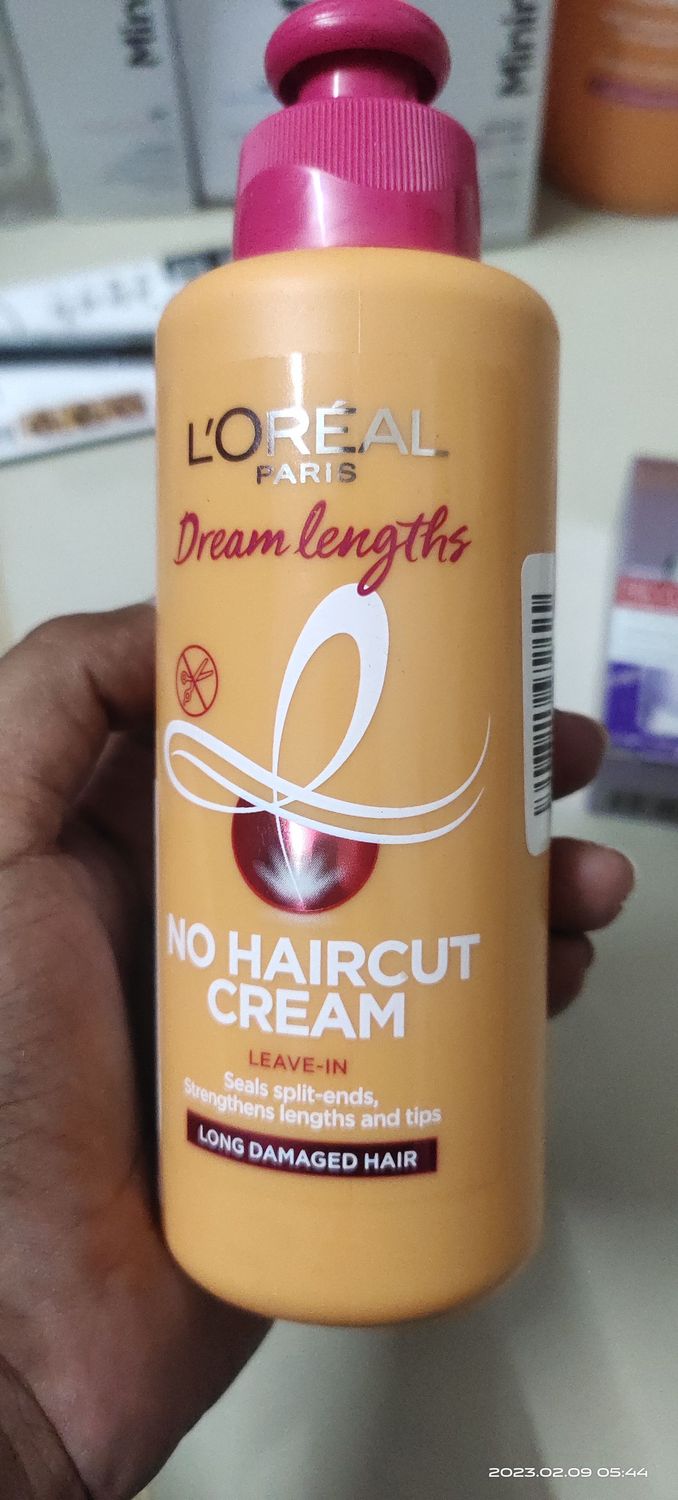 L'ORÉAL
PARIS
Dream lengths
NO HAIRCUT
CREAM
LEAVE-IN
Seals split-ends,
Strengthens lengths and tips
LONG DAMAGED HAIR
2023.02.09 05:44